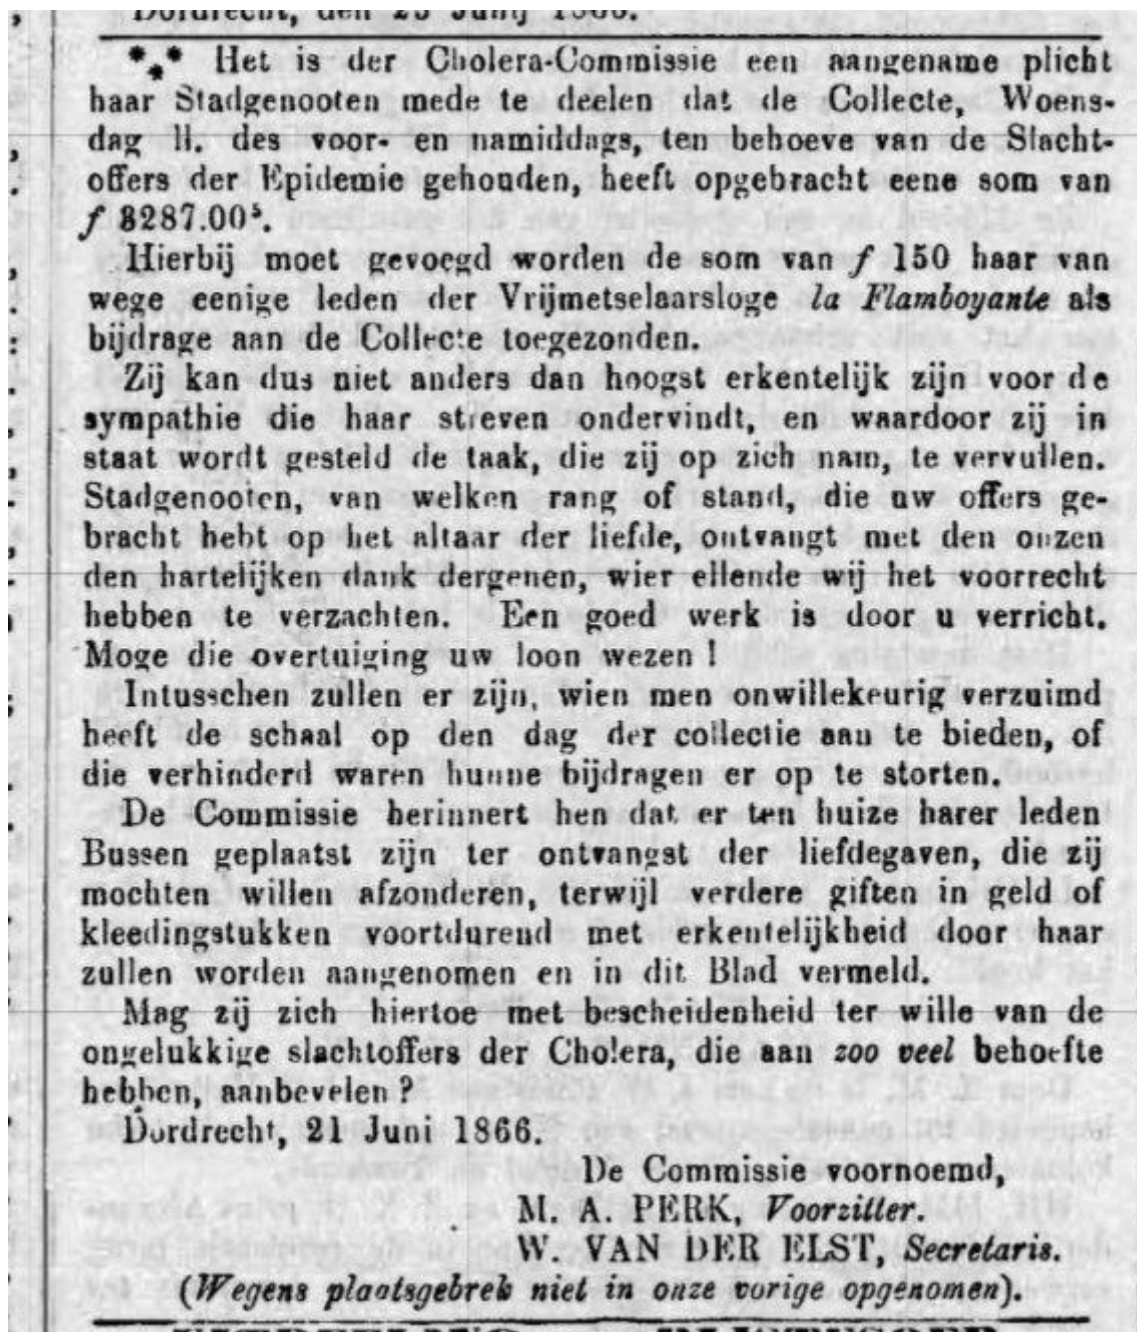 Dordrecht, den 25 Junij 1866.
*** Het is der Cholera-Commissie een aangename plicht
haar Stadgenooten mede te deelen dat de Collecte, Woens-
dag ll. des voor- en namiddags, ten behoeve van de Slacht-
offers der Epidemie gehouden, heeft opgebracht eene som van
f 3287.00⁵.
Hierbij moet gevoegd worden de som van f 150 haar van
wege eenige leden der Vrijmetselaarsloge la Flamboyante als
bijdrage aan de Collecte toegezonden.
Zij kan dus niet anders dan hoogst erkentelijk zijn voor de
sympathie die haar streven ondervindt, en waardoor zij in
staat wordt gesteld de taak, die zij op zich nam, te vervullen.
Stadgenooten, van welken rang of stand, die uw offers ge-
bracht hebt op het altaar der liefde, ontvangt met den onzen
den hartelijken dank dergenen, wier ellende wij het voorrecht
hebben te verzachten. Een goed werk is door u verricht.
Moge die overtuiging uw loon wezen !
Intusschen zullen er zijn, wien men onwillekeurig verzuimd
heeft de schaal op den dag der collectie aan te bieden, of
die verhinderd waren hunne bijdragen er op te storten.
De Commissie herinnert hen dat er ten huize harer leden
Bussen geplaatst zijn ter ontvangst der liefdegaven, die zij
mochten willen afzonderen, terwijl verdere giften in geld of
kleedingstukken voortdurend met erkentelijkheid door haar
zullen worden aangenomen en in dit Blad vermeld.
Mag zij zich hiertoe met bescheidenheid ter wille van de
ongelukkige slachtoffers der Cholera, die aan zoo veel behoefte
hebben, aanbevelen ?
Dordrecht, 21 Juni 1866.
De Commissie voornoemd,
M. A. PERK, Voorzitter.
W. VAN DER ELST, Secretaris.
(Wegens plaatsgebrek niet in onze vorige opgenomen).